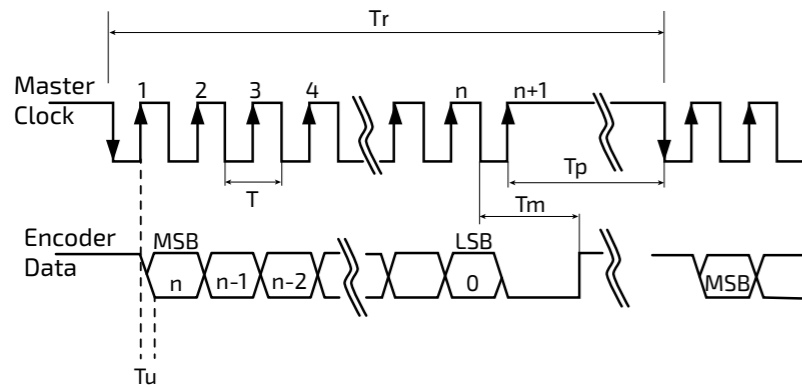 Tr
Master
Clock
1 2 3 4 n n+1
T
Tp
Tm
Encoder
Data
MSB LSB
n n-1 n-2 0 MSB
Tu